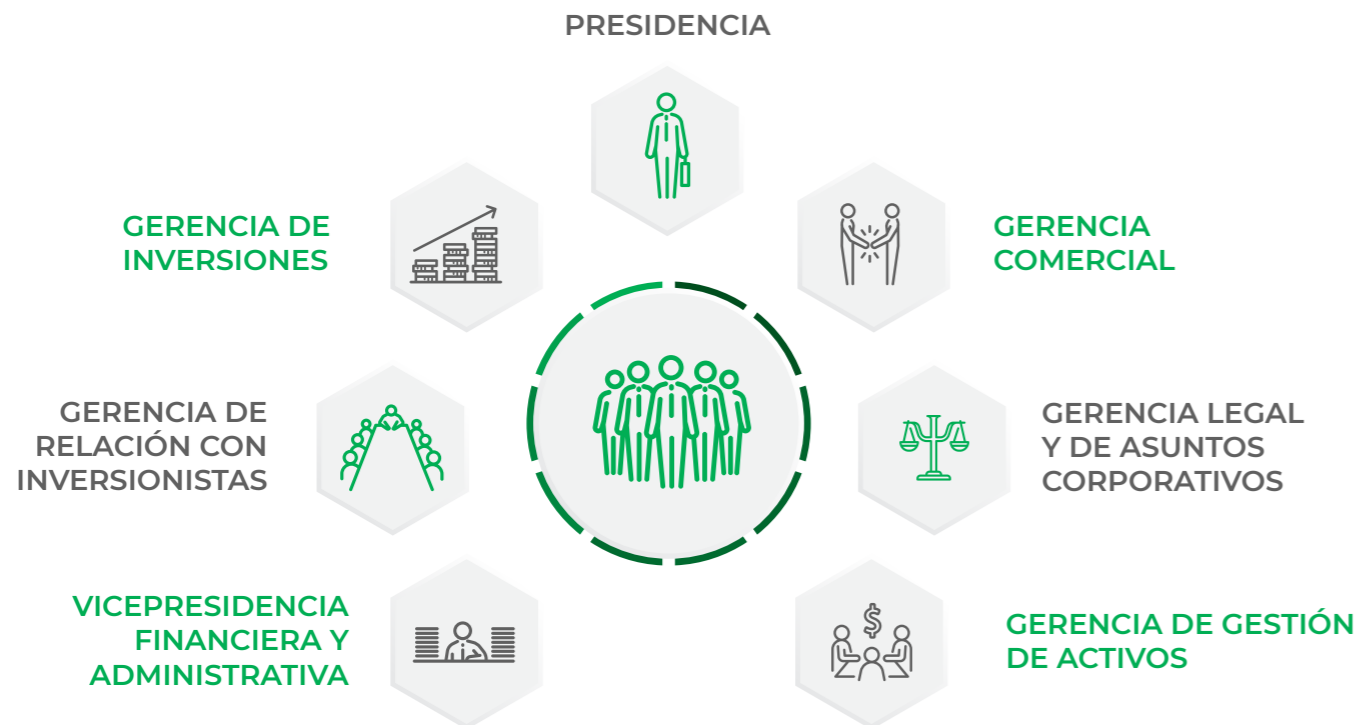 PRESIDENCIA
GERENCIA DE
INVERSIONES
GERENCIA
COMERCIAL
GERENCIA DE
RELACIÓN CON
INVERSIONISTAS
GERENCIA LEGAL
Y DE ASUNTOS
CORPORATIVOS
VICEPRESIDENCIA
FINANCIERA Y
ADMINISTRATIVA
GERENCIA DE GESTIÓN
DE ACTIVOS
$